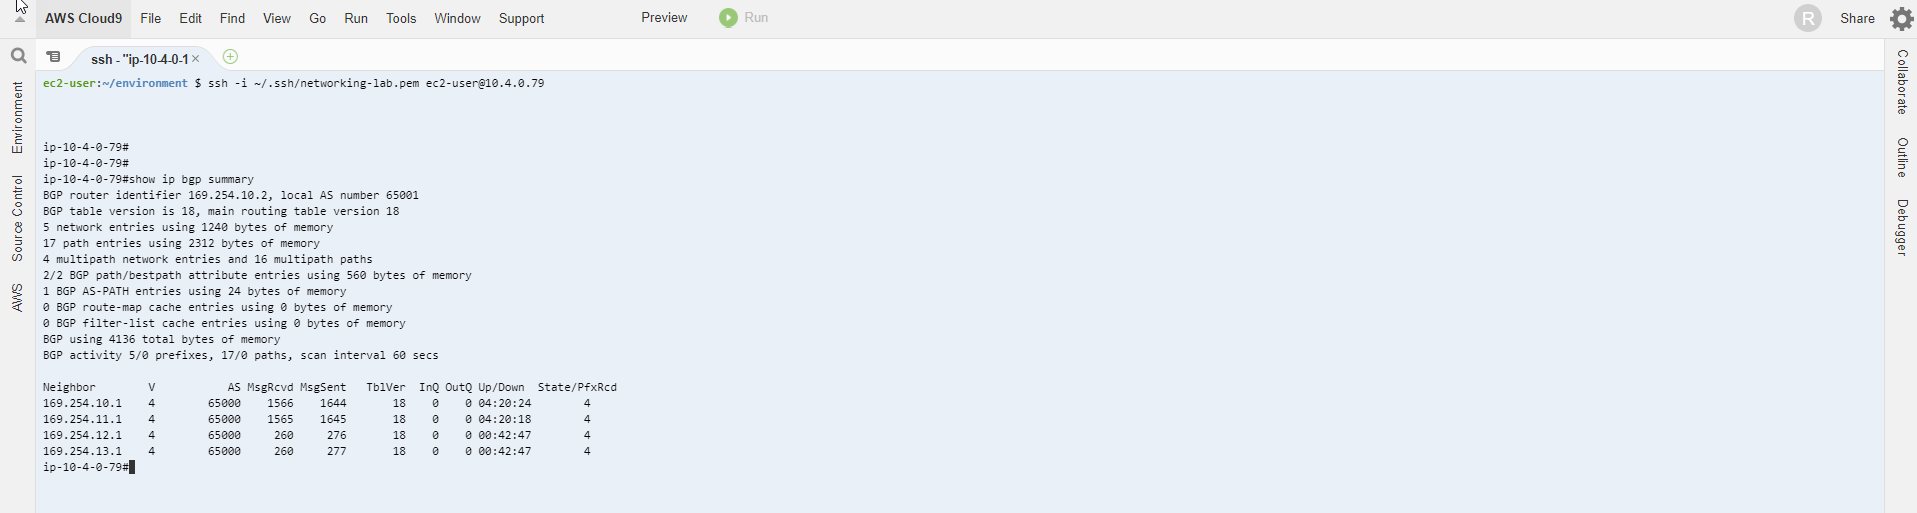 AWS Cloud9 File Edit Find View Go Run Tools Window Support Preview Run R Share
ssh - "ip-10-4-0-1 ×
Environment
Source Control
AWS
ec2-user:~/environment $ ssh -i ~/.ssh/networking-lab.pem ec2-user@10.4.0.79
ip-10-4-0-79#
ip-10-4-0-79#
ip-10-4-0-79#show ip bgp summary
BGP router identifier 169.254.10.2, local AS number 65001
BGP table version is 18, main routing table version 18
5 network entries using 1240 bytes of memory
17 path entries using 2312 bytes of memory
4 multipath network entries and 16 multipath paths
2/2 BGP path/bestpath attribute entries using 560 bytes of memory
1 BGP AS-PATH entries using 24 bytes of memory
0 BGP route-map cache entries using 0 bytes of memory
0 BGP filter-list cache entries using 0 bytes of memory
BGP using 4136 total bytes of memory
BGP activity 5/0 prefixes, 17/0 paths, scan interval 60 secs
Neighbor V AS MsgRcvd MsgSent TblVer InQ OutQ Up/Down State/PfxRcd
169.254.10.1 4 65000 1566 1644 18 0 0 04:20:24 4
169.254.11.1 4 65000 1565 1645 18 0 0 04:20:18 4
169.254.12.1 4 65000 260 276 18 0 0 00:42:47 4
169.254.13.1 4 65000 260 277 18 0 0 00:42:47 4
ip-10-4-0-79#
Collaborate
Outline
Debugger